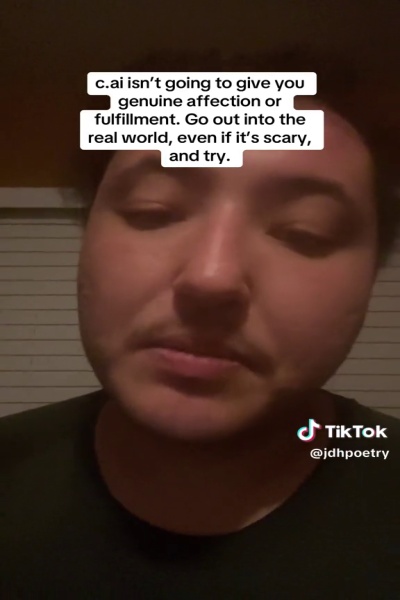 c.ai isn’t going to give you
genuine affection or
fulfillment. Go out into the
real world, even if it’s scary,
and try.
TikTok
@jdhpoetry